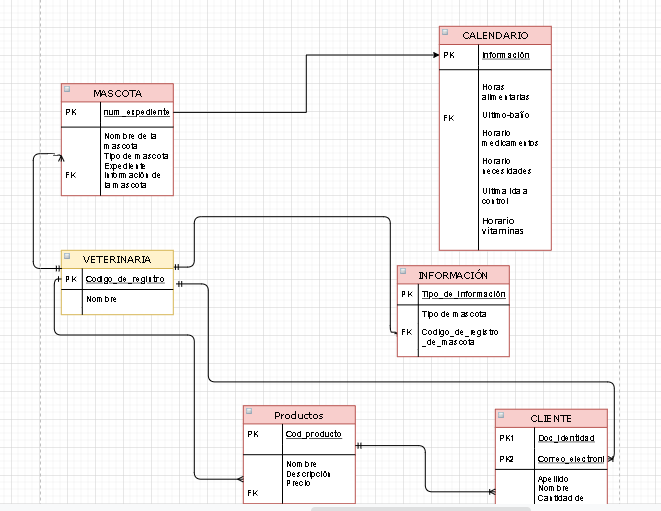 CALENDARIO
PK Información
Horas
alimentarias
FK Ultimo-baño
Horario
medicamentos
Horario
necesidades
Ultima ida a
control
Horario
vitaminas
MASCOTA
PK num_expediente
Nombre de la
mascota
Tipo de mascota
Expediente
FK Información de
la mascota
VETERINARIA
PK Codigo_de_registro
Nombre
INFORMACIÓN
PK Tipo_de_información
Tipo de mascota
FK Codigo_de_registro
_de_mascota
Productos
PK Cod_producto
Nombre
Descripción
Precio
FK
CLIENTE
PK1 Doc_identidad
PK2 Correo_electroni
Apellido
Nombre
Cantidad de